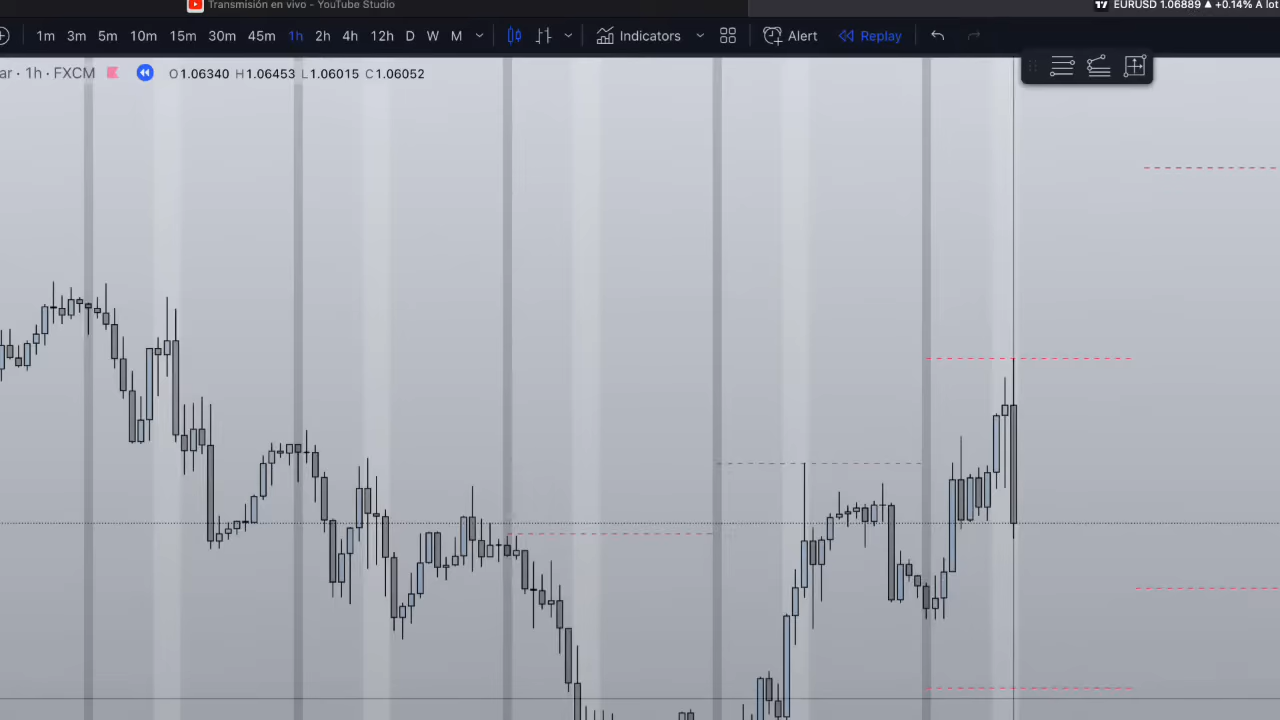 Transmisión en vivo - YouTube Studio
EURUSD 1.06889 ▲ +0.14% A lot
1m 3m 5m 10m 15m 30m 45m 1h 2h 4h 12h D W M Indicators Alert Replay
ar · 1h · FXCM O1.06340 H1.06453 L1.06015 C1.06052